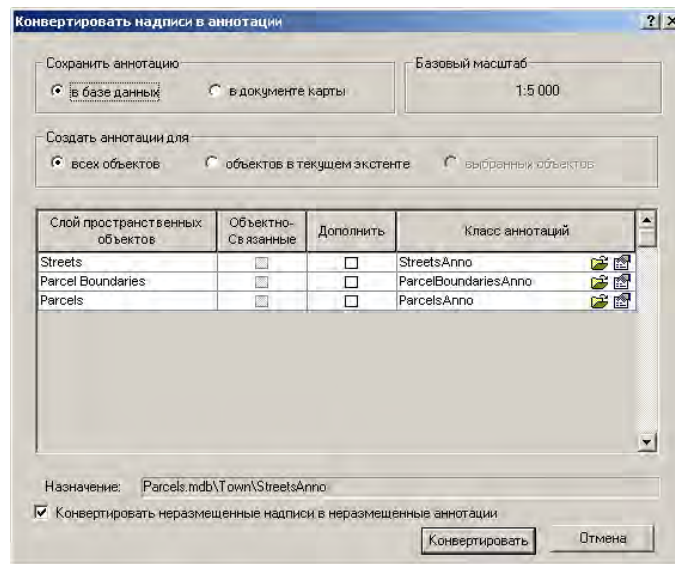 Конвертировать надписи в аннотации
Сохранить аннотацию
в базе данных
в документе карты
Базовый масштаб
1:5 000
Создать аннотации для
всех объектов
объектов в текущем экстенте
выбранных объектов
Слой пространственных объектов
Объектно-Связанные
Дополнить
Класс аннотаций
Streets
StreetsAnno
Parcel Boundaries
ParcelBoundariesAnno
Parcels
ParcelsAnno
Назначение: Parcels.mdb\Town\StreetsAnno
Конвертировать неразмещенные надписи в неразмещенные аннотации
Конвертировать
Отмена